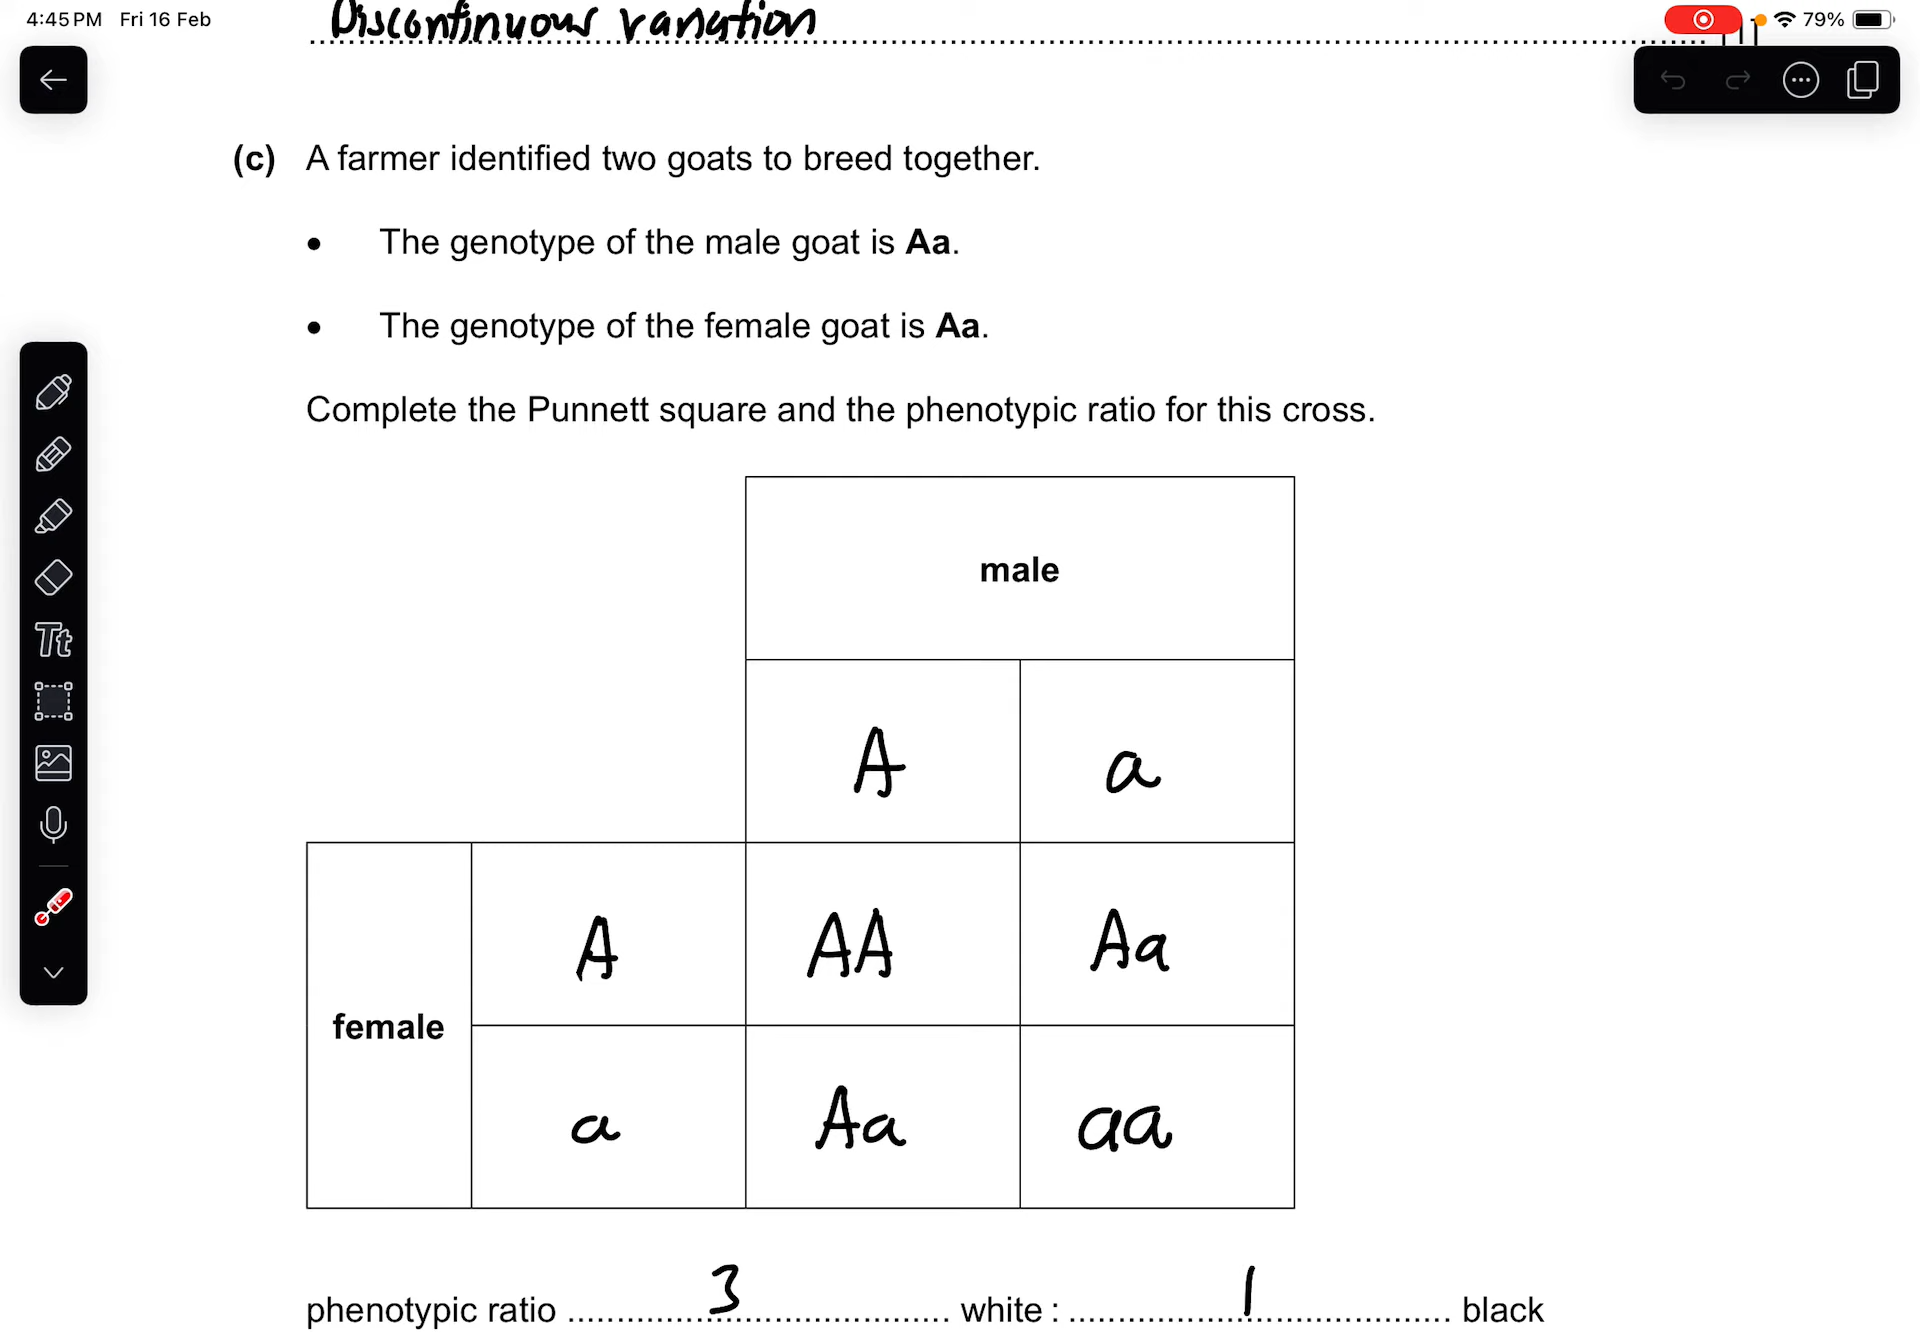 4:45 PM Fri 16 Feb 79%
Discontinuous variation
(c) A farmer identified two goats to breed together.
• The genotype of the male goat is Aa.
• The genotype of the female goat is Aa.
Complete the Punnett square and the phenotypic ratio for this cross.
male
A a
A AA Aa
female
a Aa aa
phenotypic ratio 3 white : 1 black
Tt